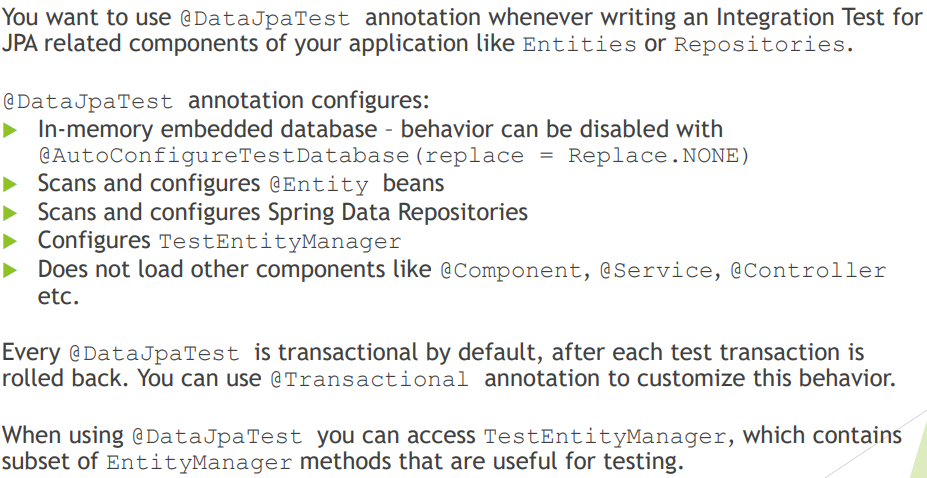 You want to use @DataJpaTest annotation whenever writing an Integration Test for
JPA related components of your application like Entities or Repositories.
@DataJpaTest annotation configures:
In-memory embedded database – behavior can be disabled with
@AutoConfigureTestDatabase(replace = Replace.NONE)
Scans and configures @Entity beans
Scans and configures Spring Data Repositories
Configures TestEntityManager
Does not load other components like @Component, @Service, @Controller
etc.
Every @DataJpaTest is transactional by default, after each test transaction is
rolled back. You can use @Transactional annotation to customize this behavior.
When using @DataJpaTest you can access TestEntityManager, which contains
subset of EntityManager methods that are useful for testing.